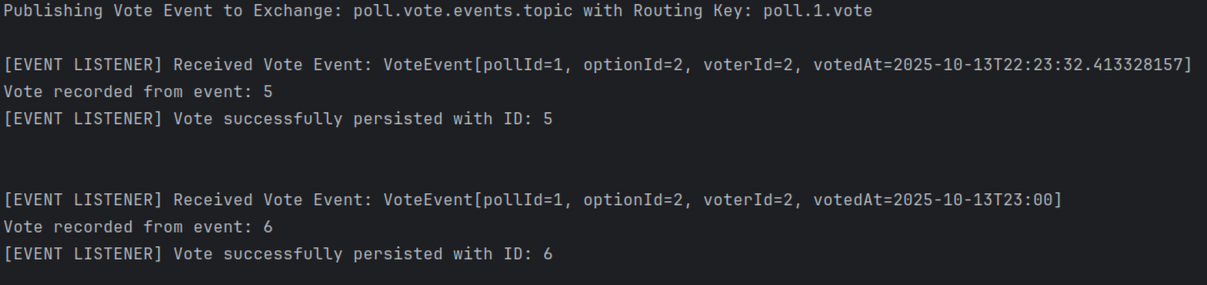 Publishing Vote Event to Exchange: poll.vote.events.topic with Routing Key: poll.1.vote
[EVENT LISTENER] Received Vote Event: VoteEvent[pollId=1, optionId=2, voterId=2, votedAt=2025-10-13T22:23:32.413328157]
Vote recorded from event: 5
[EVENT LISTENER] Vote successfully persisted with ID: 5
[EVENT LISTENER] Received Vote Event: VoteEvent[pollId=1, optionId=2, voterId=2, votedAt=2025-10-13T23:00]
Vote recorded from event: 6
[EVENT LISTENER] Vote successfully persisted with ID: 6